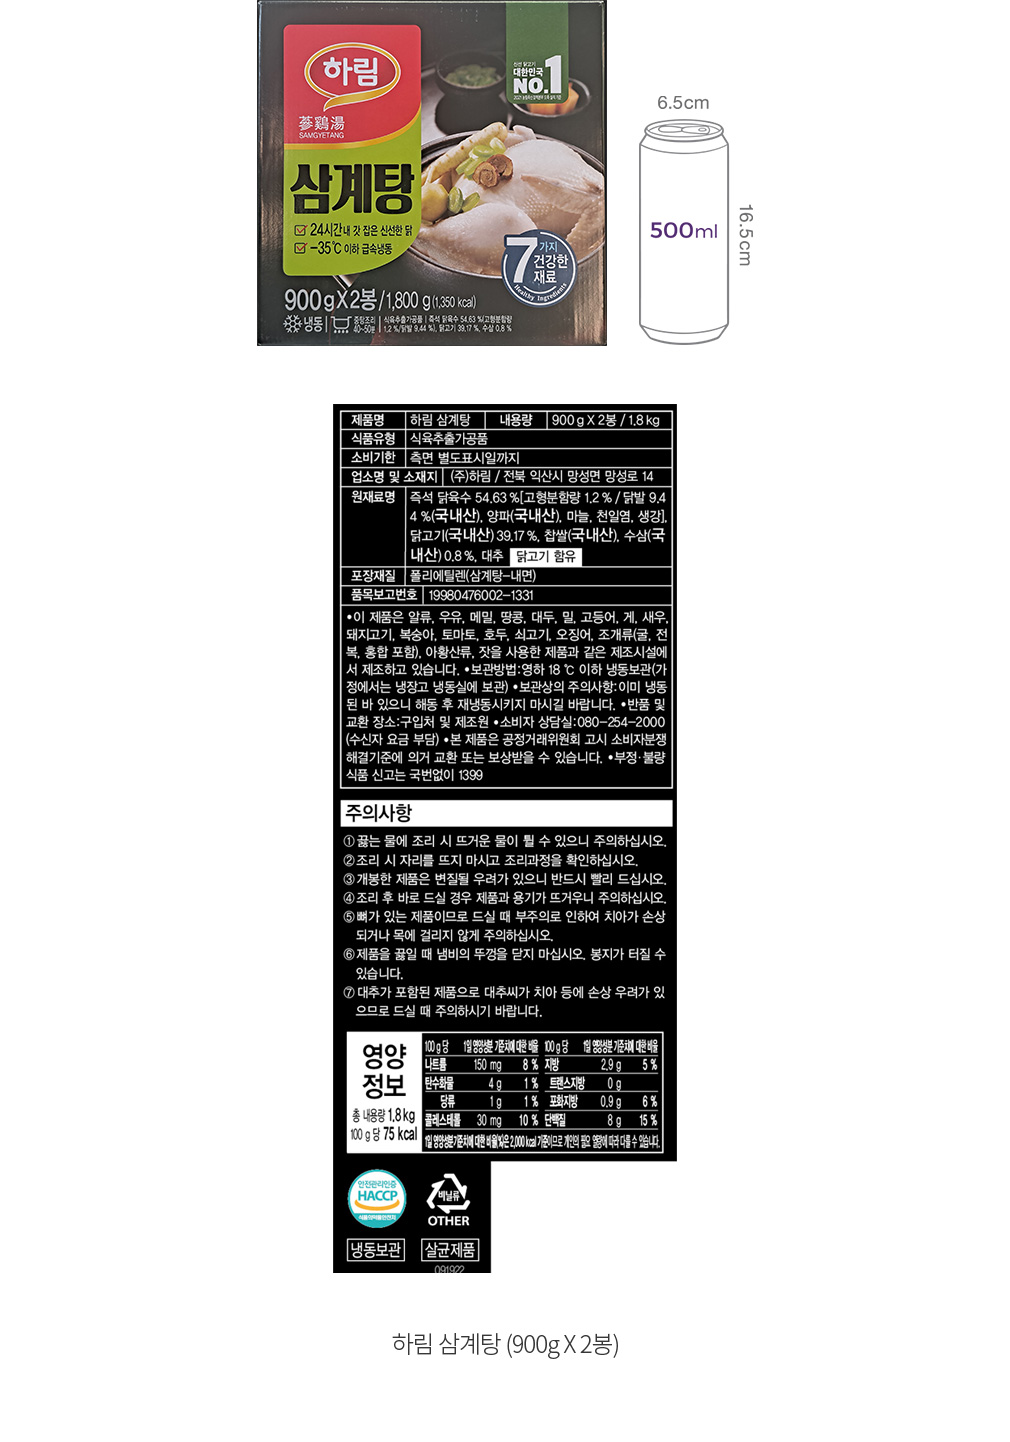 하림
蔘鷄湯
SAMGYETANG
삼계탕
24시간내 갓 잡은 신선한 닭
-35℃ 이하 급속냉동
신선 닭고기
대한민국
NO.1
7가지
건강한
재료
Healthy Ingredients
900gX2봉/1,800 g(1,350 kcal)
냉동 중탕조리 40~50분 식육추출가공품 | 즉석 닭육수 54.63 %(고형분함량
1.2 %/닭발 9.44 %), 닭고기 39.17 %, 수삼 0.8 %
6.5cm
500ml
16.5cm
제품명 하림 삼계탕 내용량 900 g X 2봉 / 1.8 kg
식품유형 식육추출가공품
소비기한 측면 별도표시일까지
업소명 및 소재지 (주)하림 / 전북 익산시 망성면 망성로 14
원재료명 즉석 닭육수 54.63 %[고형분함량 1.2 % / 닭발 9.4
4 %(국내산), 양파(국내산), 마늘, 천일염, 생강],
닭고기(국내산) 39.17 %, 찹쌀(국내산), 수삼(국
내산) 0.8 %, 대추 닭고기 함유
포장재질 폴리에틸렌(삼계탕-내면)
품목보고번호 19980476002-1331
•이 제품은 알류, 우유, 메밀, 땅콩, 대두, 밀, 고등어, 게, 새우,
돼지고기, 복숭아, 토마토, 호두, 쇠고기, 오징어, 조개류(굴, 전
복, 홍합 포함), 아황산류, 잣을 사용한 제품과 같은 제조시설에
서 제조하고 있습니다. •보관방법:영하 18 ℃ 이하 냉동보관(가
정에서는 냉장고 냉동실에 보관) •보관상의 주의사항:이미 냉동
된 바 있으니 해동 후 재냉동시키지 마시길 바랍니다. •반품 및
교환 장소:구입처 및 제조원 •소비자 상담실:080-254-2000
(수신자 요금 부담) •본 제품은 공정거래위원회 고시 소비자분쟁
해결기준에 의거 교환 또는 보상받을 수 있습니다. •부정·불량
식품 신고는 국번없이 1399
주의사항
① 끓는 물에 조리 시 뜨거운 물이 튈 수 있으니 주의하십시오.
② 조리 시 자리를 뜨지 마시고 조리과정을 확인하십시오.
③ 개봉한 제품은 변질될 우려가 있으니 반드시 빨리 드십시오.
④ 조리 후 바로 드실 경우 제품과 용기가 뜨거우니 주의하십시오.
⑤ 뼈가 있는 제품이므로 드실 때 부주의로 인하여 치아가 손상
되거나 목에 걸리지 않게 주의하십시오.
⑥ 제품을 끓일 때 냄비의 뚜껑을 닫지 마십시오. 봉지가 터질 수
있습니다.
⑦ 대추가 포함된 제품으로 대추씨가 치아 등에 손상 우려가 있
으므로 드실 때 주의하시기 바랍니다.
영양
정보
총 내용량 1.8 kg
100 g 당 75 kcal
100 g 당 1일 영양성분 기준치에 대한 비율 100 g 당 1일 영양성분 기준치에 대한 비율
나트륨 150 mg 8 % 지방 2.9 g 5 %
탄수화물 4 g 1 % 트랜스지방 0 g
당류 1 g 1 % 포화지방 0.9 g 6 %
콜레스테롤 30 mg 10 % 단백질 8 g 15 %
1일 영양성분 기준치에 대한 비율(%)은 2,000 kcal 기준이므로 개인의 필요 열량에 따라 다를 수 있습니다.
안전관리인증
HACCP
식품의약품안전처
비닐류
OTHER
냉동보관
살균제품
091922
하림 삼계탕 (900g X 2봉)